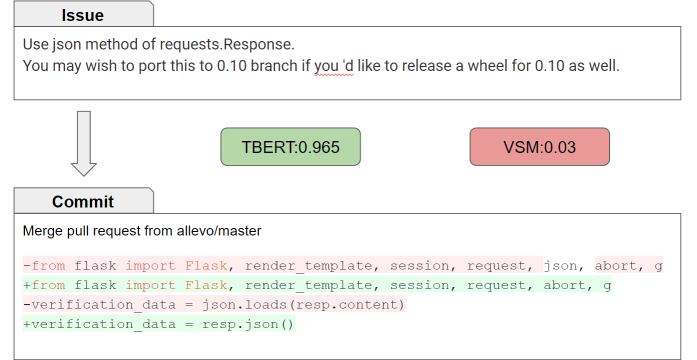 Issue
Use json method of requests.Response.
You may wish to port this to 0.10 branch if you 'd like to release a wheel for 0.10 as well.
TBERT:0.965
VSM:0.03
Commit
Merge pull request from allevo/master
-from flask import Flask, render_template, session, request, json, abort, g
+from flask import Flask, render_template, session, request, abort, g
-verification_data = json.loads(resp.content)
+verification_data = resp.json()